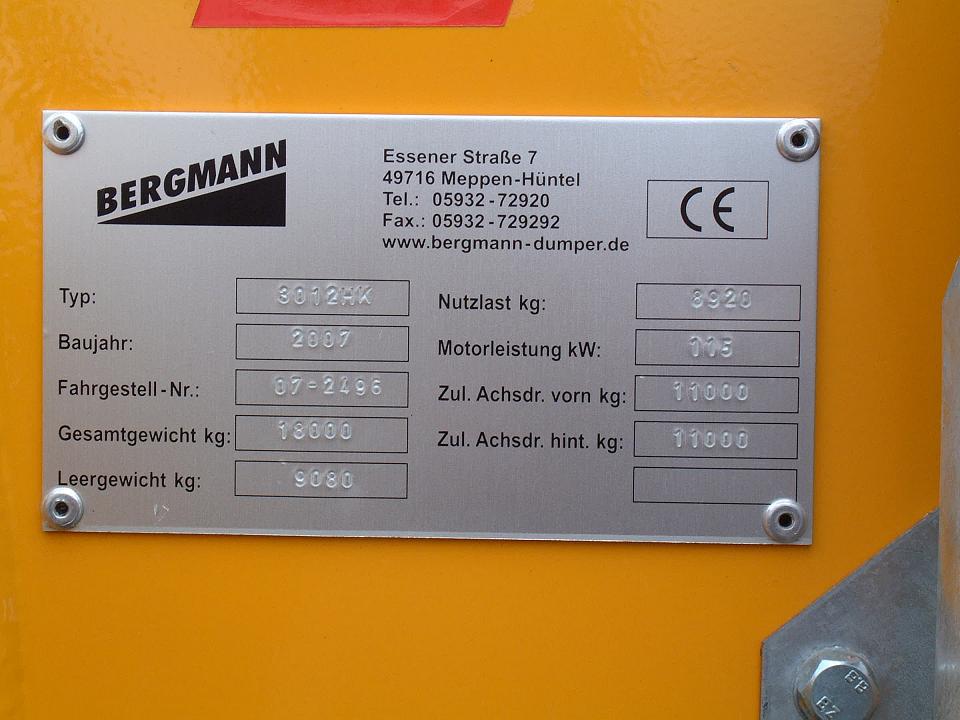 BERGMANN
Essener Straße 7
49716 Meppen-Hüntel
Tel.: 05932-72920
Fax.: 05932-729292
www.bergmann-dumper.de
CE
Typ: 3012HK
Baujahr: 2007
Fahrgestell-Nr.: 07-2496
Gesamtgewicht kg: 18000
Leergewicht kg: 9080
Nutzlast kg: 8920
Motorleistung kW: 115
Zul. Achsdr. vorn kg: 11000
Zul. Achsdr. hint. kg: 11000
BB
BZ